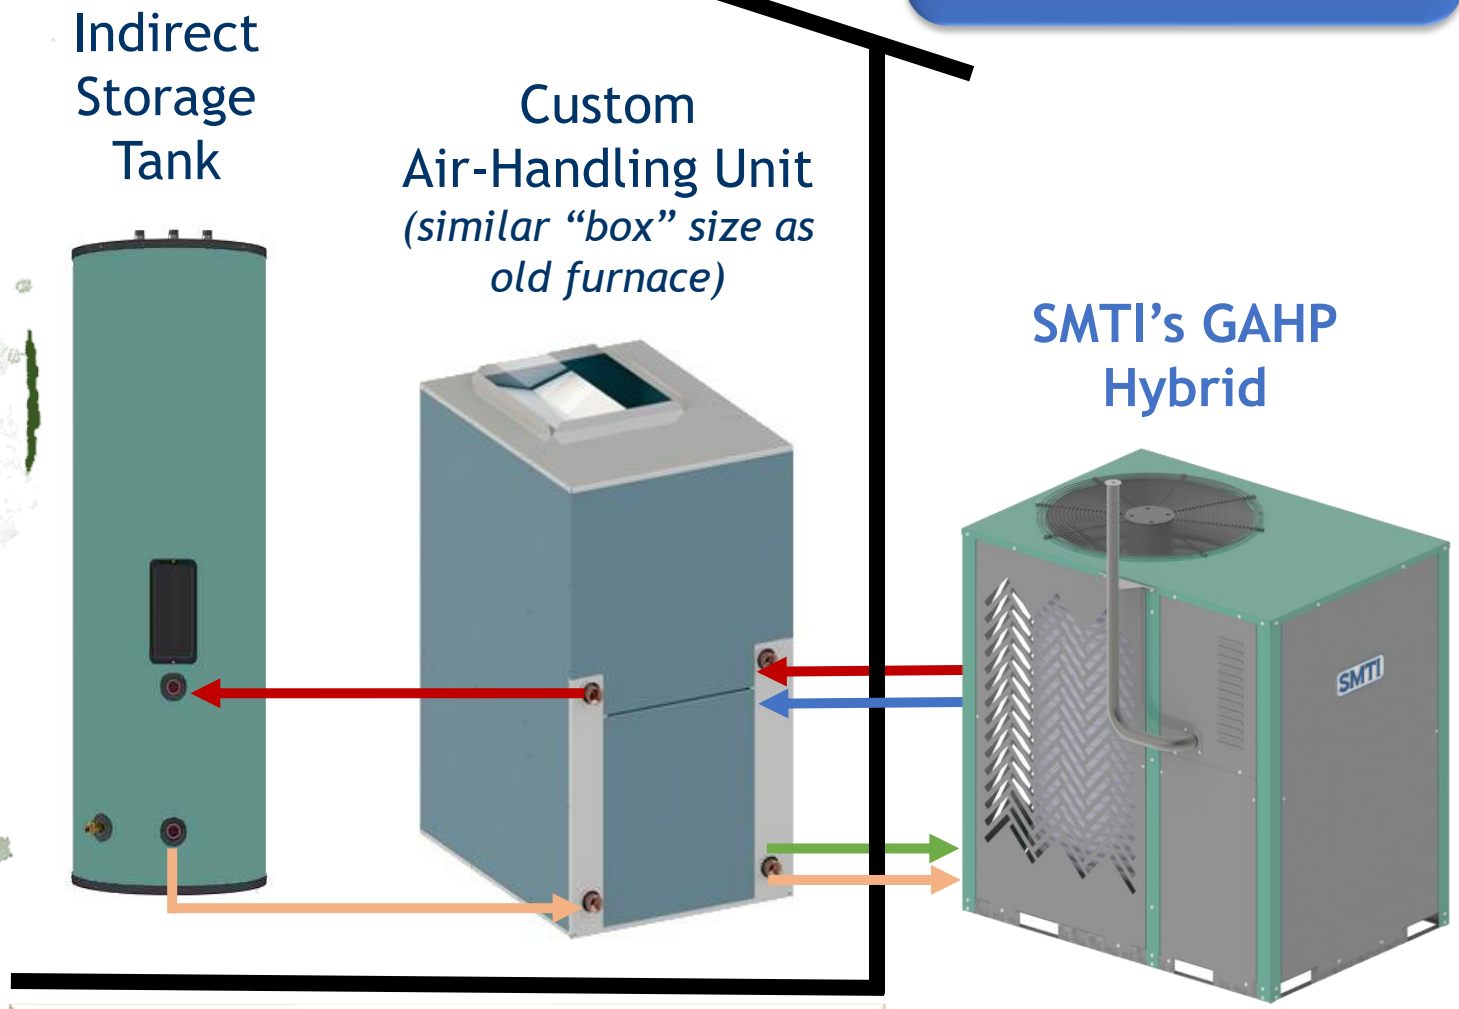 Indirect
Storage
Tank
Custom
Air-Handling Unit
(similar “box” size as
old furnace)
SMTI’s GAHP
Hybrid
SMTI